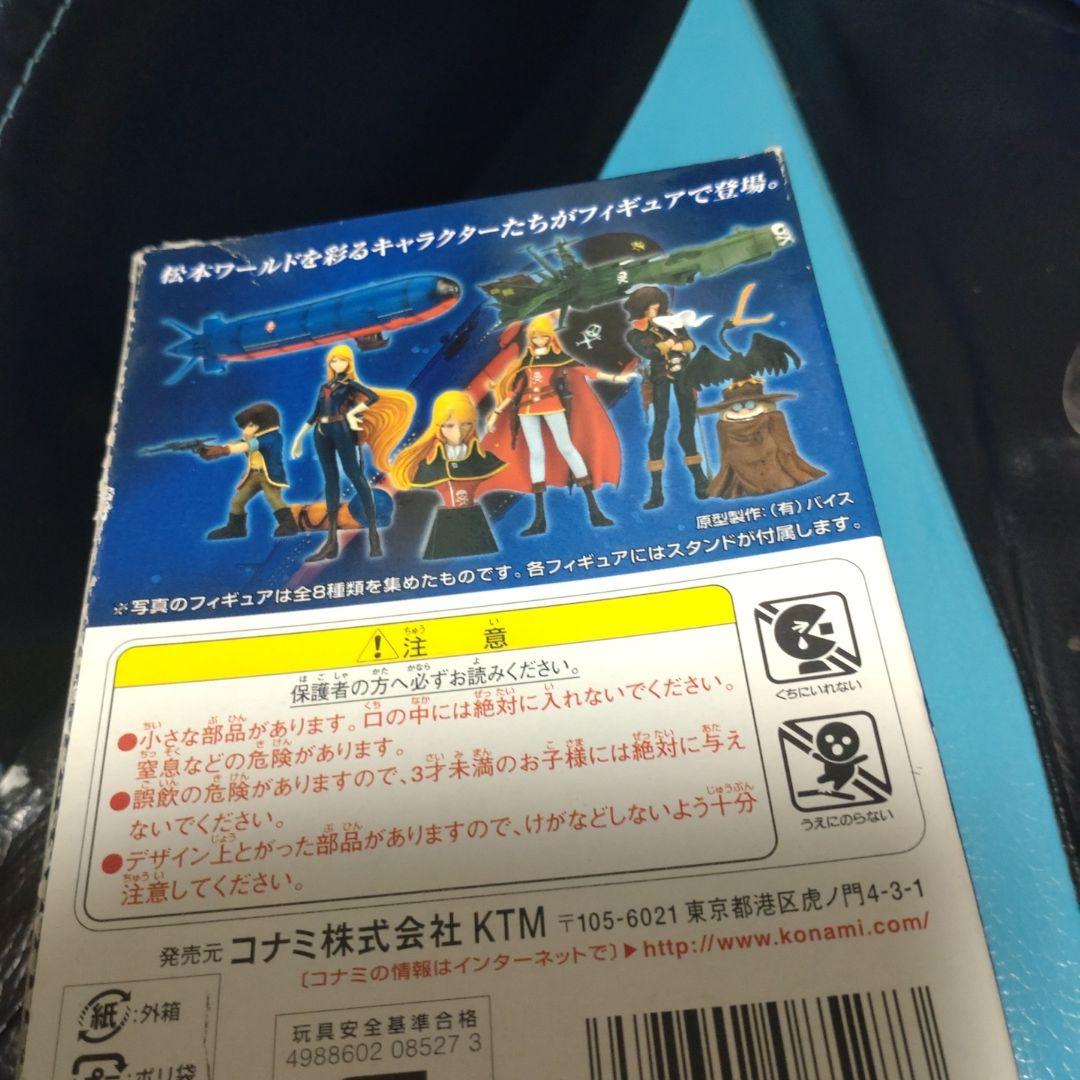 松本ワールドを彩るキャラクターたちがフィギュアで登場。
原型製作：（有）バイス
※写真のフィギュアは全8種類を集めたものです。各フィギュアにはスタンドが付属します。
注意
保護者の方へ必ずお読みください。
●小さな部品があります。口の中には絶対に入れないでください。
窒息などの危険があります。
●誤飲の危険がありますので、3才未満のお子様には絶対に与え
ないでください。
●デザイン上とがった部品がありますので、けがなどしないよう十分
注意してください。
くちにいれない
うえにのらない
発売元 コナミ株式会社 KTM 〒105-6021 東京都港区虎ノ門4-3-1
〔コナミの情報はインターネットで〕▶http://www.konami.com/
紙:外箱
プラ:ポリ袋
玩具安全基準合格
4988602 08527 3